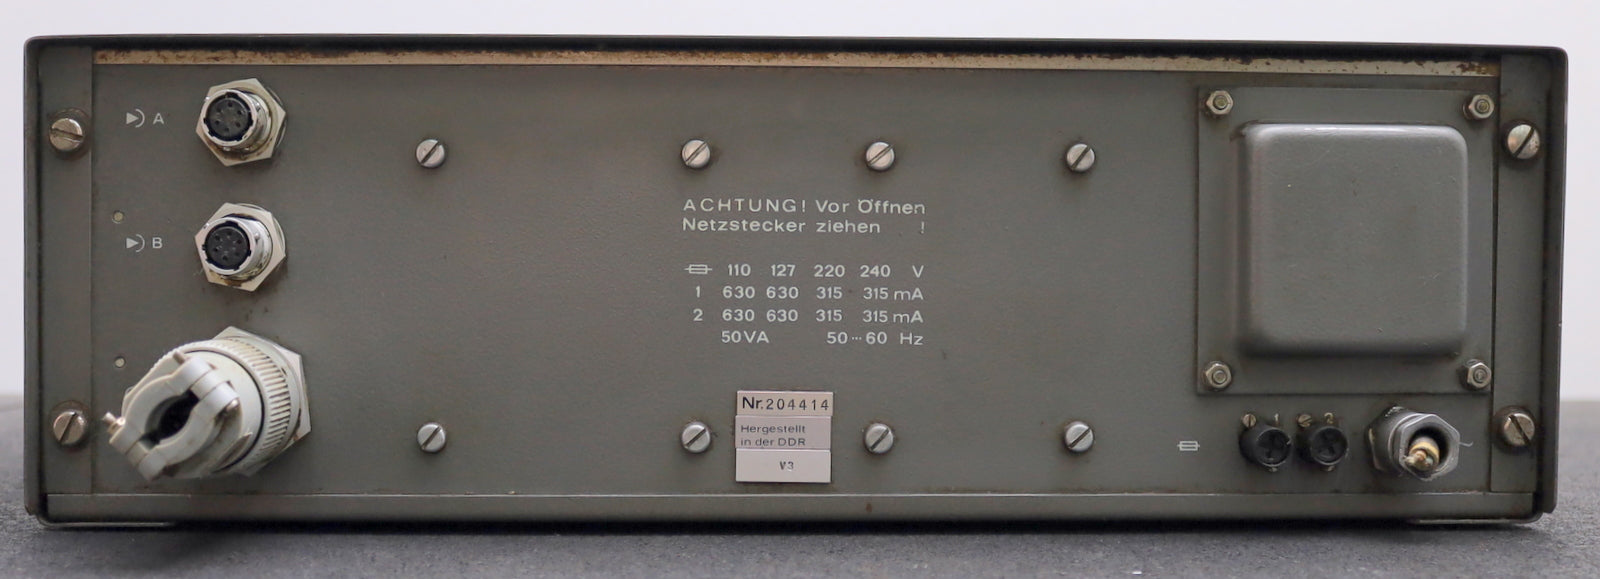 A
B
ACHTUNG! Vor Öffnen
Netzstecker ziehen !
110 127 220 240 V
1 630 630 315 315 mA
2 630 630 315 315 mA
50VA 50···60 Hz
Nr.204414
Hergestellt
in der DDR
V3
1 2